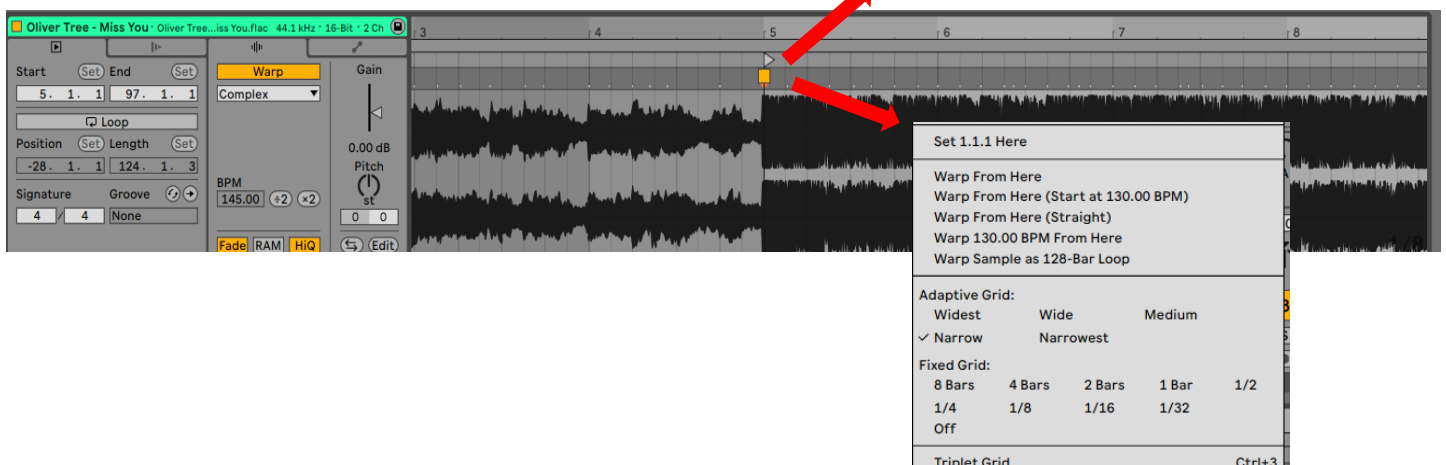 Oliver Tree - Miss You · Oliver Tree...iss You.flac 44.1 kHz · 16-Bit · 2 Ch
3 4 5 6 7 8
Start Set End Set
5. 1. 1 97. 1. 1
Loop
Position Set Length Set
-28. 1. 1 124. 1. 3
Signature Groove
4 / 4 None
Warp
Complex
BPM
145.00 ÷2 ×2
Fade RAM HiQ
Gain
0.00 dB
Pitch
st
0 0
Edit
Set 1.1.1 Here
Warp From Here
Warp From Here (Start at 130.00 BPM)
Warp From Here (Straight)
Warp 130.00 BPM From Here
Warp Sample as 128-Bar Loop
Adaptive Grid:
Widest Wide Medium
✓ Narrow Narrowest
Fixed Grid:
8 Bars 4 Bars 2 Bars 1 Bar 1/2
1/4 1/8 1/16 1/32
Off
Triplet Grid Ctrl+3
1/8